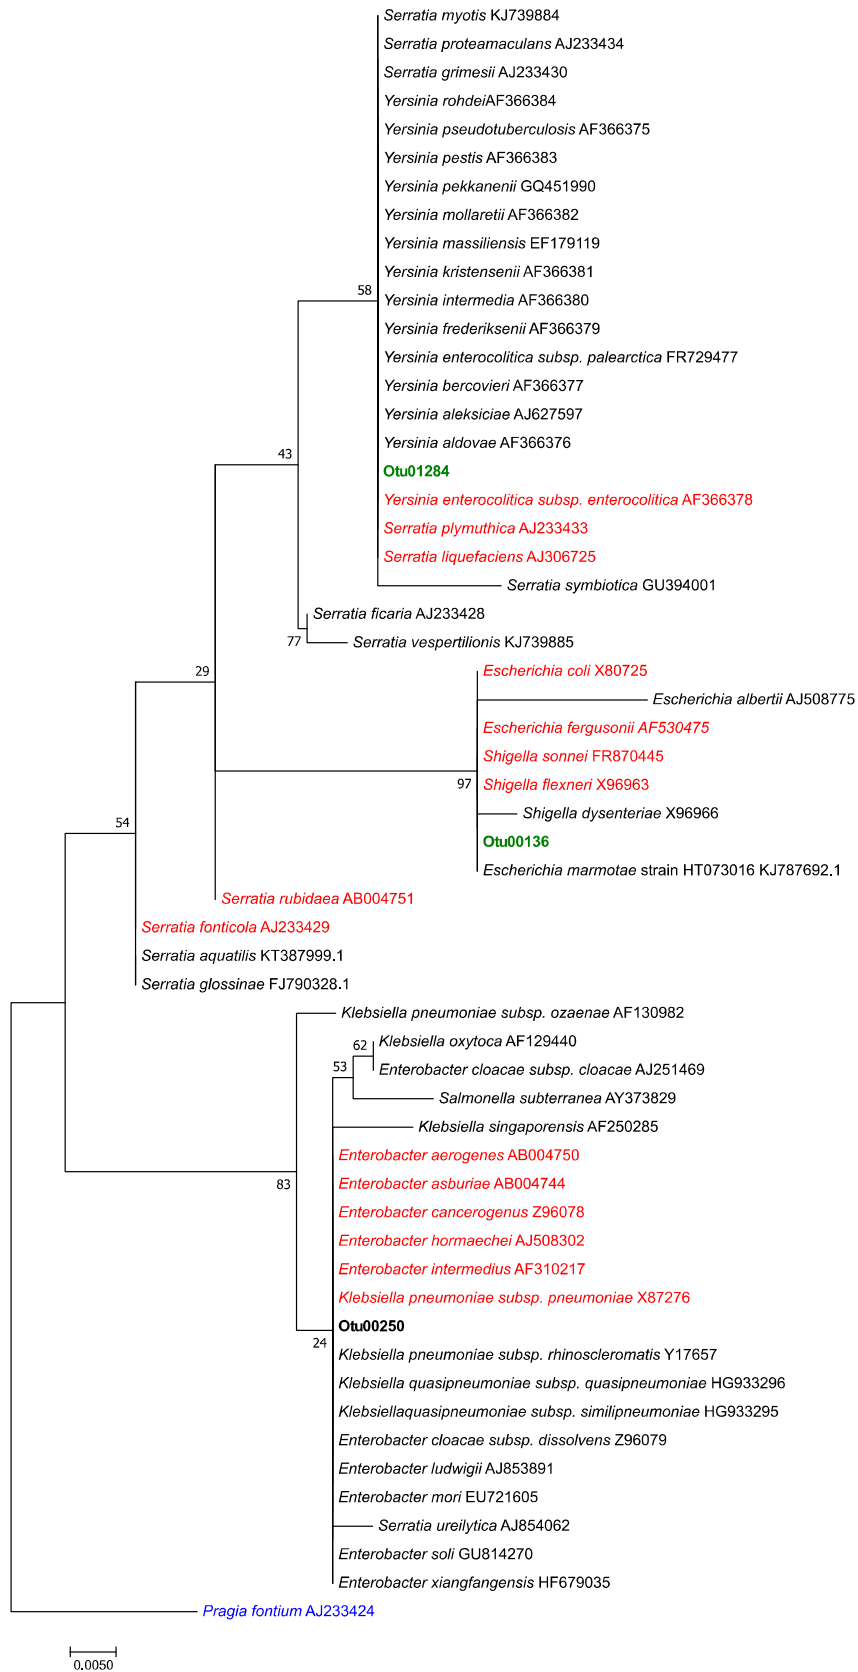 Serratia myotis KJ739884
Serratia proteamaculans AJ233434
Serratia grimesii AJ233430
Yersinia rohdeiAF366384
Yersinia pseudotuberculosis AF366375
Yersinia pestis AF366383
Yersinia pekkanenii GQ451990
Yersinia mollaretii AF366382
Yersinia massiliensis EF179119
Yersinia kristensenii AF366381
58
Yersinia intermedia AF366380
Yersinia frederiksenii AF366379
Yersinia enterocolitica subsp. palearctica FR729477
Yersinia bercovieri AF366377
Yersinia aleksiciae AJ627597
Yersinia aldovae AF366376
43
Otu01284
Yersinia enterocolitica subsp. enterocolitica AF366378
Serratia plymuthica AJ233433
Serratia liquefaciens AJ306725
Serratia symbiotica GU394001
Serratia ficaria AJ233428
77
Serratia vespertilionis KJ739885
29
Escherichia coli X80725
Escherichia albertii AJ508775
Escherichia fergusonii AF530475
Shigella sonnei FR870445
97
Shigella flexneri X96963
Shigella dysenteriae X96966
54
Otu00136
Escherichia marmotae strain HT073016 KJ787692.1
Serratia rubidaea AB004751
Serratia fonticola AJ233429
Serratia aquatilis KT387999.1
Serratia glossinae FJ790328.1
Klebsiella pneumoniae subsp. ozaenae AF130982
62
Klebsiella oxytoca AF129440
53
Enterobacter cloacae subsp. cloacae AJ251469
Salmonella subterranea AY373829
Klebsiella singaporensis AF250285
Enterobacter aerogenes AB004750
83
Enterobacter asburiae AB004744
Enterobacter cancerogenus Z96078
Enterobacter hormaechei AJ508302
Enterobacter intermedius AF310217
Klebsiella pneumoniae subsp. pneumoniae X87276
Otu00250
24
Klebsiella pneumoniae subsp. rhinoscleromatis Y17657
Klebsiella quasipneumoniae subsp. quasipneumoniae HG933296
Klebsiellaquasipneumoniae subsp. similipneumoniae HG933295
Enterobacter cloacae subsp. dissolvens Z96079
Enterobacter ludwigii AJ853891
Enterobacter mori EU721605
Serratia ureilytica AJ854062
Enterobacter soli GU814270
Enterobacter xiangfangensis HF679035
Pragia fontium AJ233424
0.0050